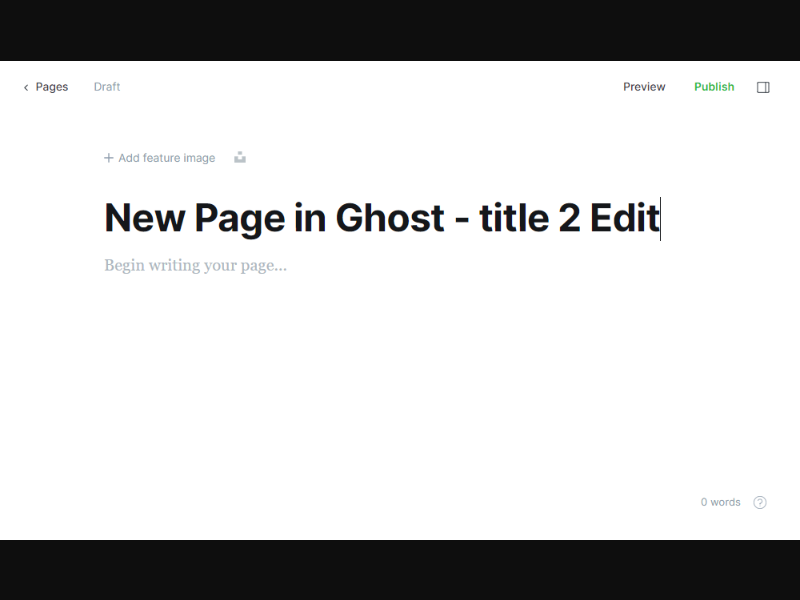 Pages Draft Preview Publish
Add feature image
New Page in Ghost - title 2 Edit
Begin writing your page...
0 words ?